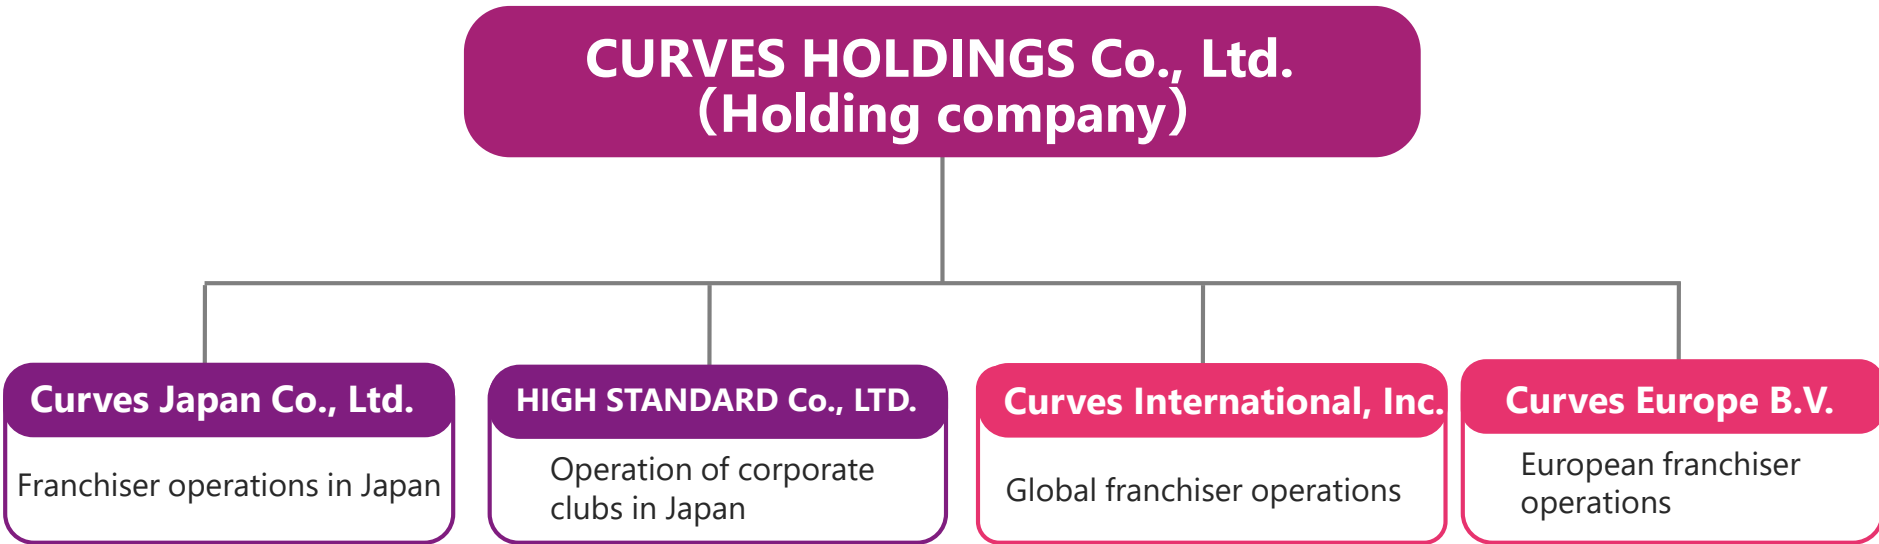 CURVES HOLDINGS Co., Ltd.
（Holding company）
Curves Japan Co., Ltd.
Franchiser operations in Japan
HIGH STANDARD Co., LTD.
Operation of corporate
clubs in Japan
Curves International, Inc.
Global franchiser operations
Curves Europe B.V.
European franchiser
operations